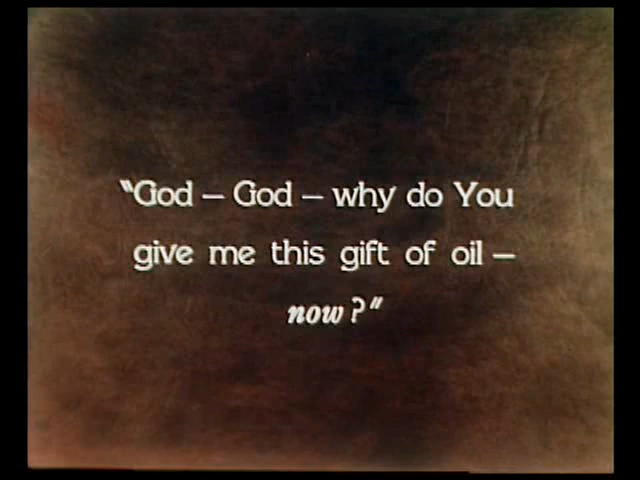 "God — God — why do You
give me this gift of oil —
now?"